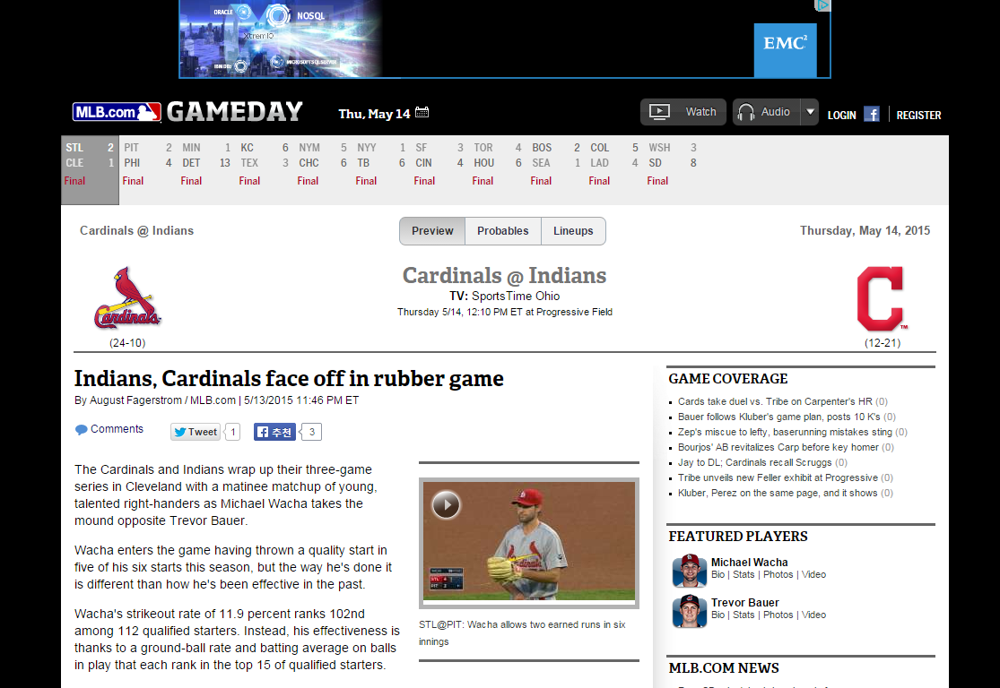 ORACLE
NOSQL
XtremIO
IBM DB2
MICROSOFT SQL SERVER
EMC²
MLB.com GAMEDAY
Thu, May 14
Watch
Audio
LOGIN
REGISTER
STL 2 PIT 2 MIN 1 KC 6 NYM 5 NYY 1 SF 3 TOR 4 BOS 2 COL 5 WSH 3
CLE 1 PHI 4 DET 13 TEX 3 CHC 6 TB 6 CIN 4 HOU 6 SEA 1 LAD 4 SD 8
Final Final Final Final Final Final Final Final Final Final Final
Cardinals @ Indians
Preview Probables Lineups
Thursday, May 14, 2015
Cardinals
Cardinals @ Indians
TV: SportsTime Ohio
Thursday 5/14, 12:10 PM ET at Progressive Field
C
TM
(24-10)
(12-21)
Indians, Cardinals face off in rubber game
By August Fagerstrom / MLB.com | 5/13/2015 11:46 PM ET
Comments
Tweet 1
추천 3
The Cardinals and Indians wrap up their three-game
series in Cleveland with a matinee matchup of young,
talented right-handers as Michael Wacha takes the
mound opposite Trevor Bauer.
Wacha enters the game having thrown a quality start in
five of his six starts this season, but the way he's done it
is different than how he's been effective in the past.
Wacha's strikeout rate of 11.9 percent ranks 102nd
among 112 qualified starters. Instead, his effectiveness is
thanks to a ground-ball rate and batting average on balls
in play that each rank in the top 15 of qualified starters.
Cardinals
STL 4
PIT 2
STL@PIT: Wacha allows two earned runs in six
innings
GAME COVERAGE
Cards take duel vs. Tribe on Carpenter's HR (0)
Bauer follows Kluber's game plan, posts 10 K's (0)
Zep's miscue to lefty, baserunning mistakes sting (0)
Bourjos' AB revitalizes Carp before key homer (0)
Jay to DL; Cardinals recall Scruggs (0)
Tribe unveils new Feller exhibit at Progressive (0)
Kluber, Perez on the same page, and it shows (0)
FEATURED PLAYERS
Michael Wacha
Bio | Stats | Photos | Video
Trevor Bauer
Bio | Stats | Photos | Video
MLB.COM NEWS